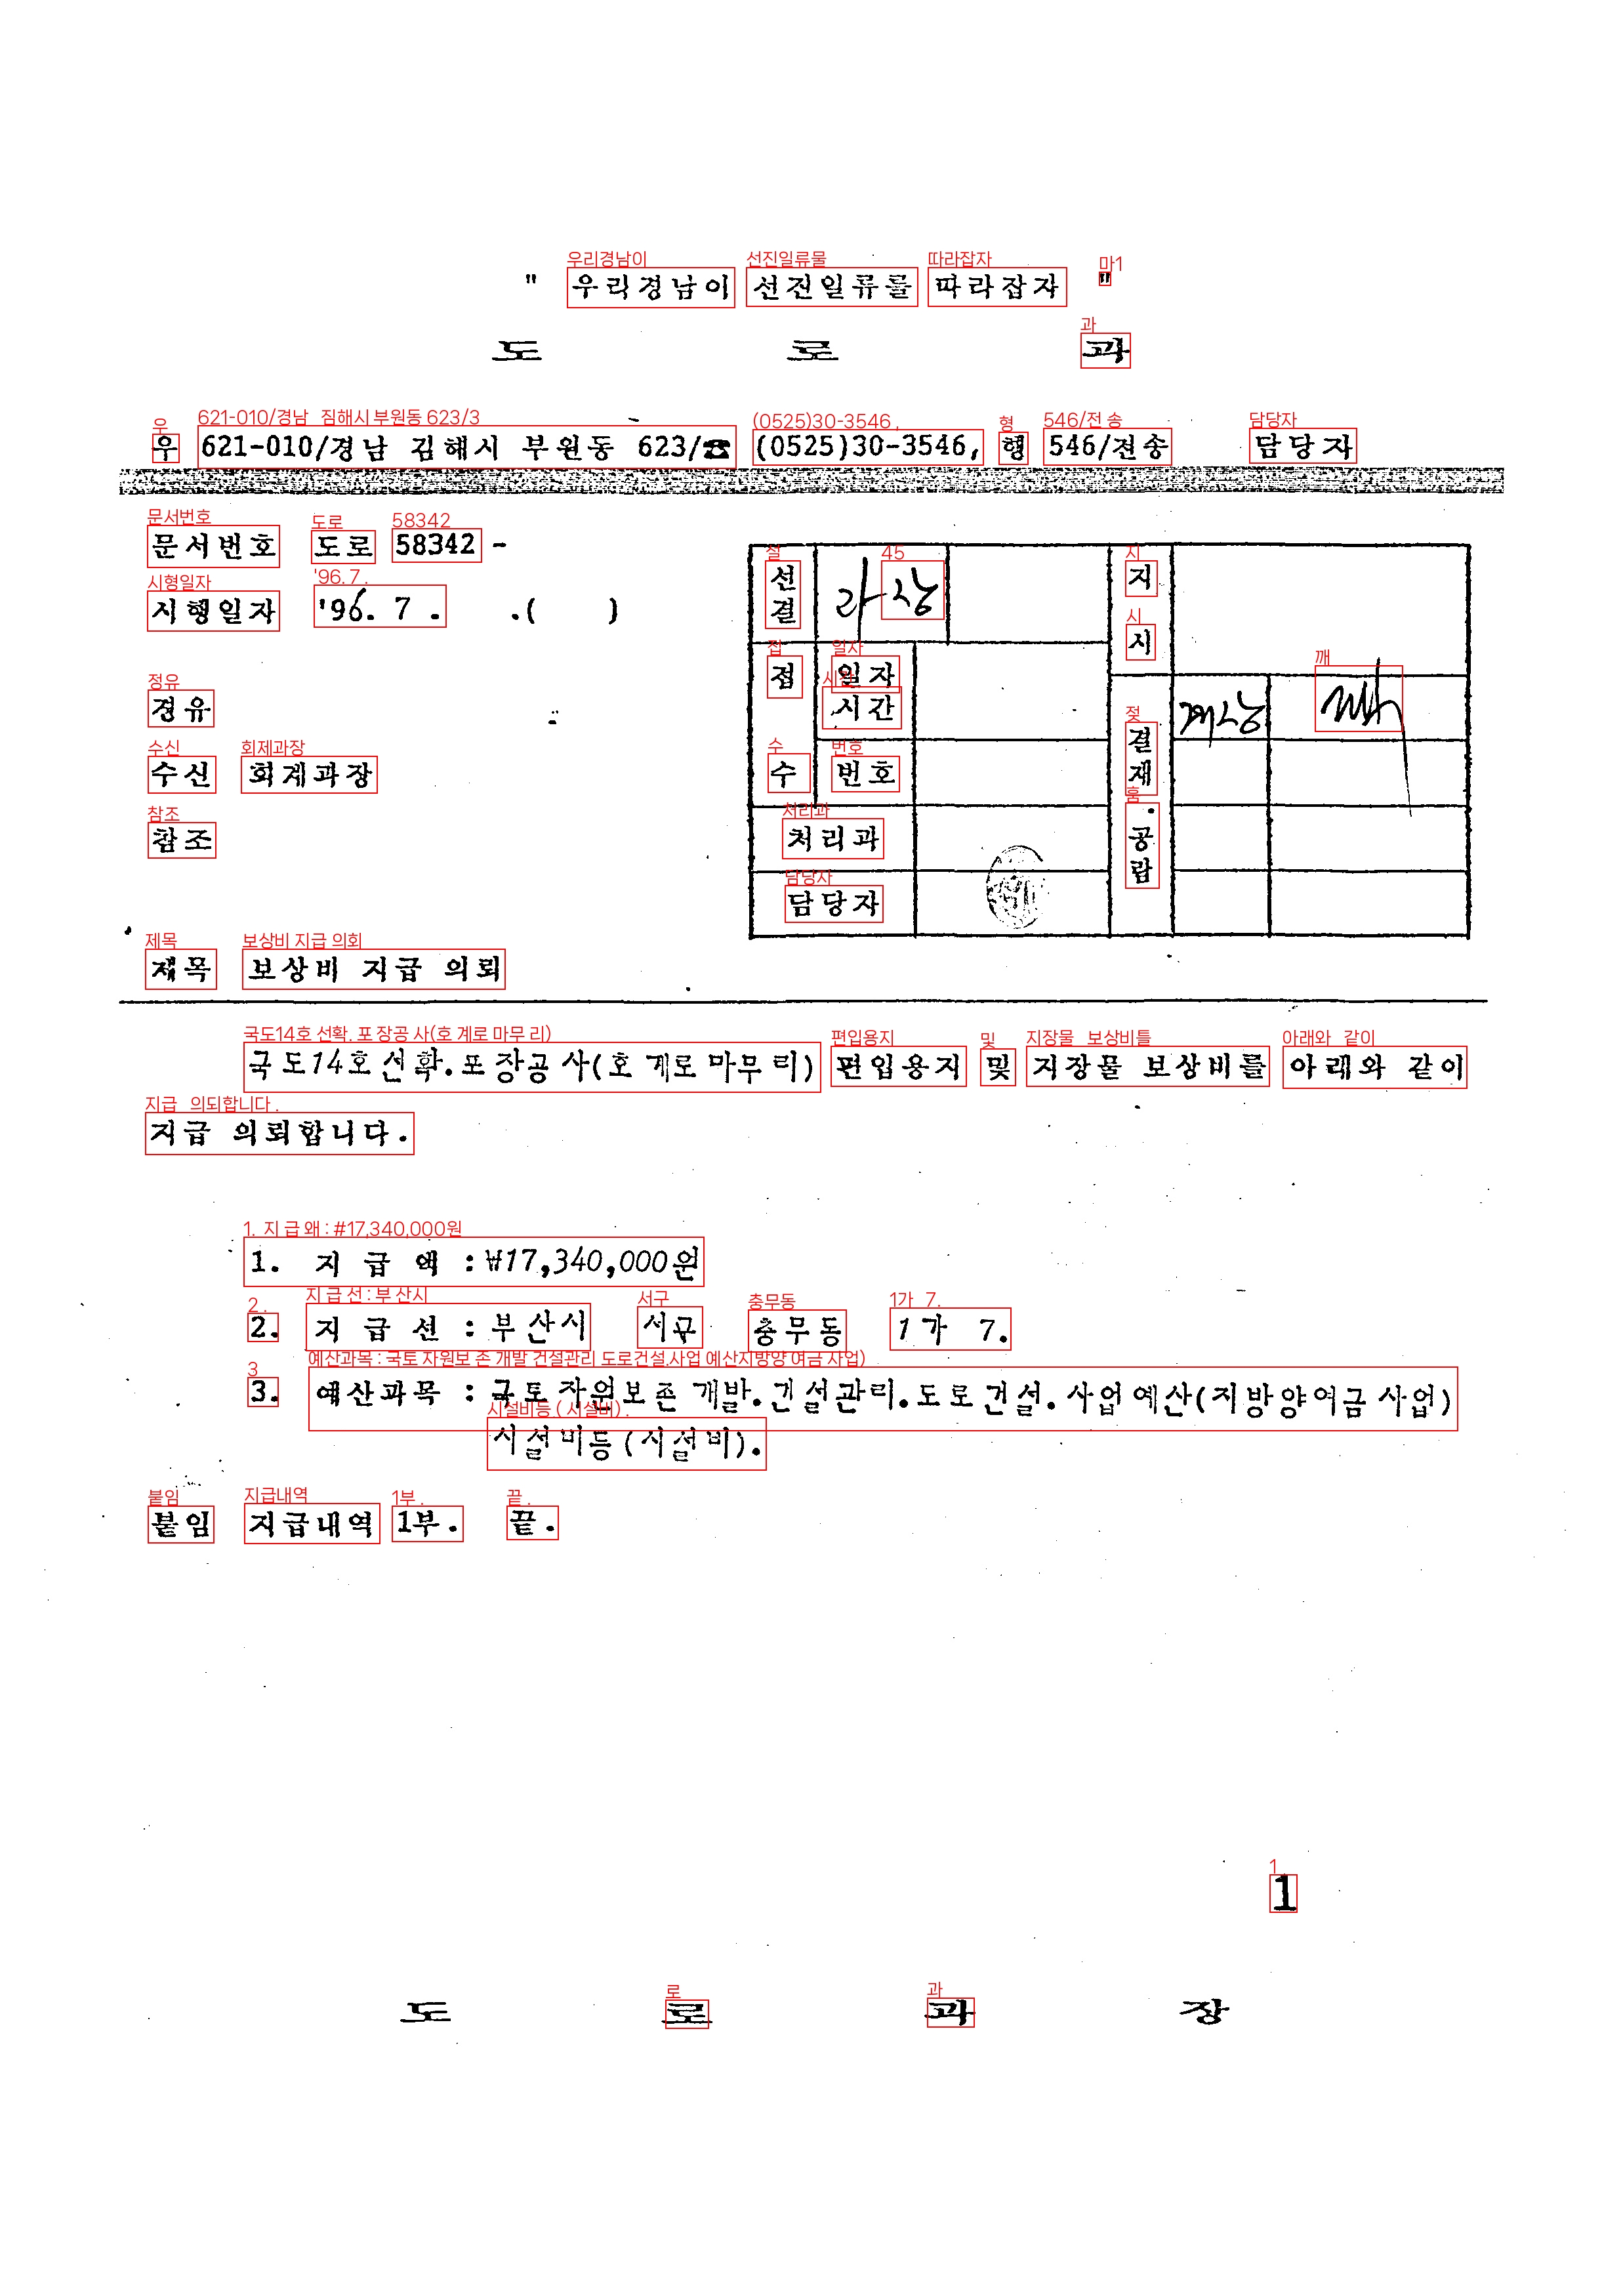 " 우리경남이 선진일류를 따라잡자 "
도 로 과
우 621-010/경남 김해시 부원동 623/☎ (0525)30-3546, 행 546/전송 담당자
문서번호 도로 58342 -
시행일자 '96. 7 . .( )
경유
수신 회계과장
참조
선결 지시
접수 일자 시간 번호 결재·공람
처리과
담당자
제목 보상비 지급 의뢰
국도14호선확.포장공사(호계로마무리) 편입용지 및 지장물 보상비를 아래와 같이
지급 의뢰합니다.
1. 지 급 액 : ₩17,340,000원
2. 지 급 선 : 부산시 서구 충무동 1가 7.
3. 예산과목 : 국토자원보존개발.건설관리.도로건설.사업예산(지방양여금사업)
시설비등(시설비).
붙임 지급내역 1부. 끝.
1
도 로 과 장